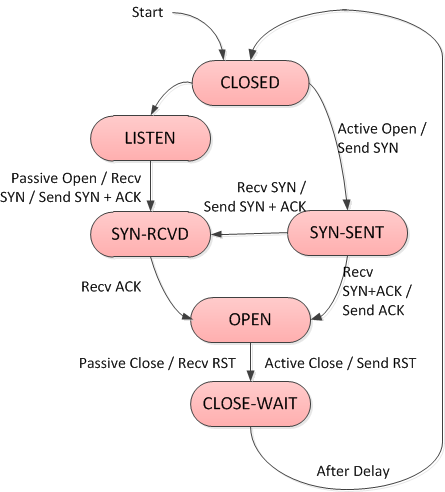 Start
CLOSED
LISTEN
Active Open /
Send SYN
Passive Open / Recv
SYN / Send SYN + ACK
Recv SYN /
Send SYN + ACK
SYN-RCVD
SYN-SENT
Recv ACK
Recv
SYN+ACK /
Send ACK
OPEN
Passive Close / Recv RST
Active Close / Send RST
CLOSE-WAIT
After Delay